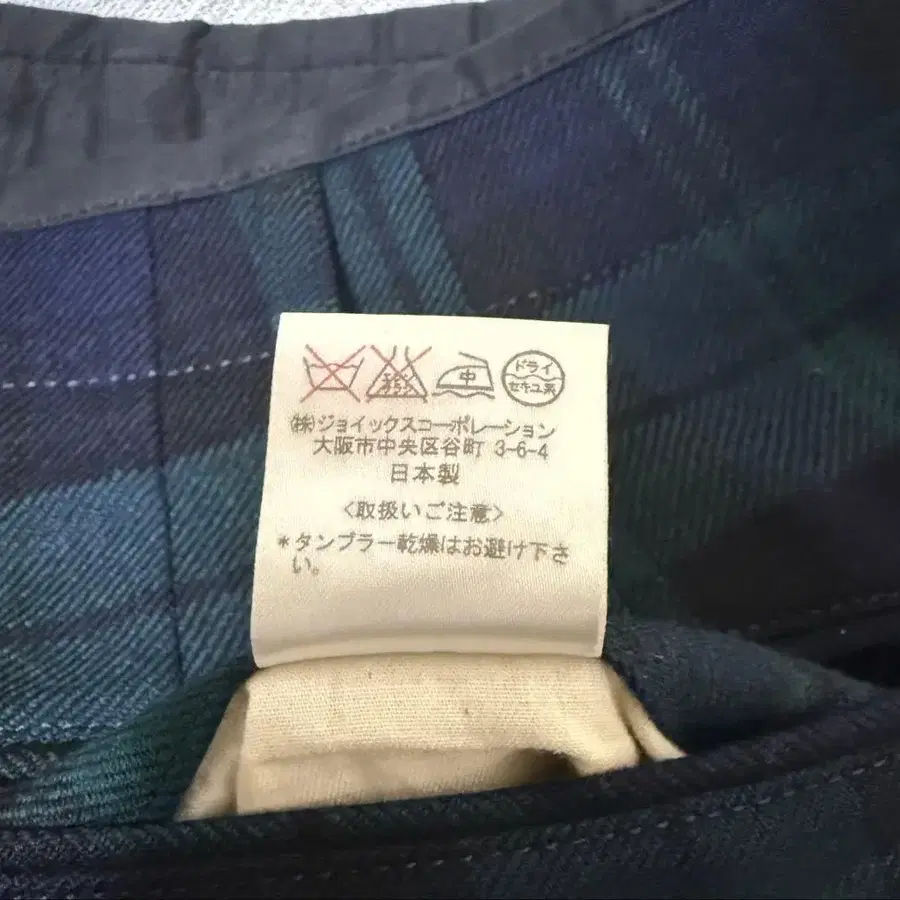 中
ドライ
セキユ系
㈱ジョイックスコーポレーション
大阪市中央区谷町 3-6-4
日本製
〈取扱いご注意〉
*タンブラー乾燥はお避け下さ
い。